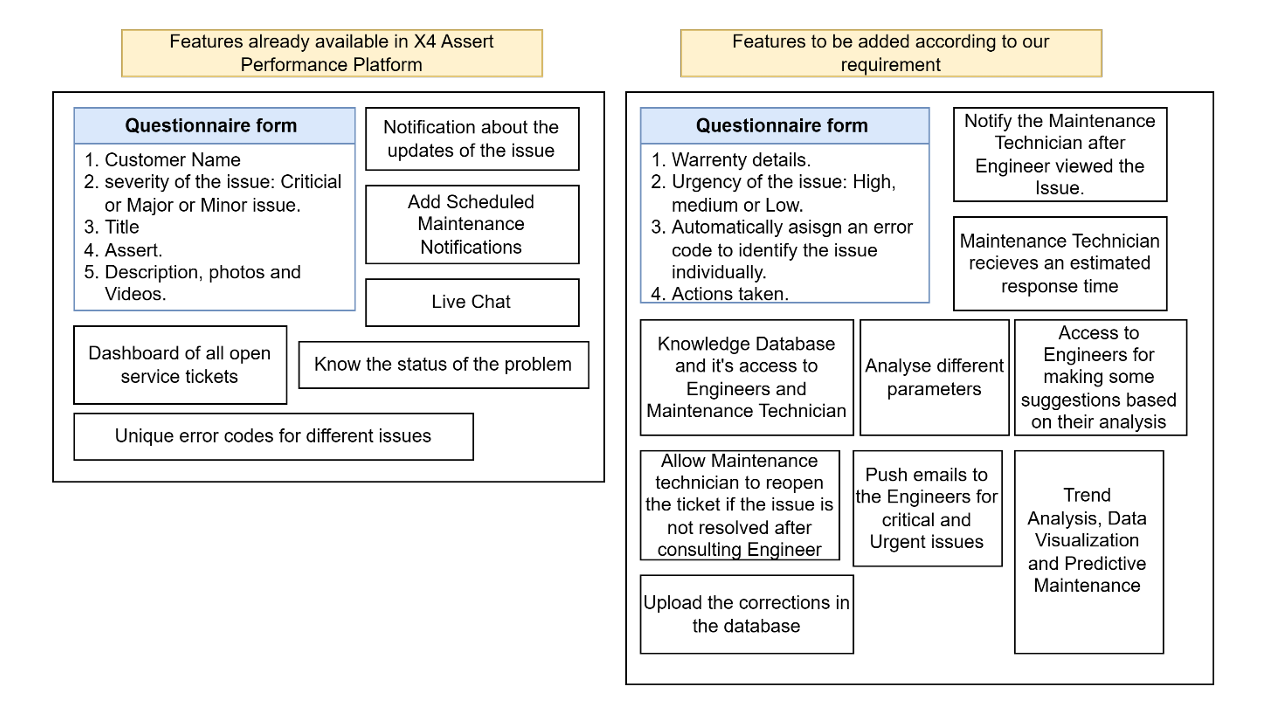 Features already available in X4 Assert
Performance Platform
Features to be added according to our
requirement
Questionnaire form
1. Customer Name
2. severity of the issue: Criticial
or Major or Minor issue.
3. Title
4. Assert.
5. Description, photos and
Videos.
Notification about the
updates of the issue
Add Scheduled
Maintenance
Notifications
Live Chat
Dashboard of all open
service tickets
Know the status of the problem
Unique error codes for different issues
Questionnaire form
1. Warrenty details.
2. Urgency of the issue: High,
medium or Low.
3. Automatically asisgn an error
code to identify the issue
individually.
4. Actions taken.
Notify the Maintenance
Technician after
Engineer viewed the
Issue.
Maintenance Technician
recieves an estimated
response time
Knowledge Database
and it's access to
Engineers and
Maintenance Technician
Analyse different
parameters
Access to
Engineers for
making some
suggestions based
on their analysis
Allow Maintenance
technician to reopen
the ticket if the issue is
not resolved after
consulting Engineer
Push emails to
the Engineers for
critical and
Urgent issues
Trend
Analysis, Data
Visualization
and Predictive
Maintenance
Upload the corrections in
the database